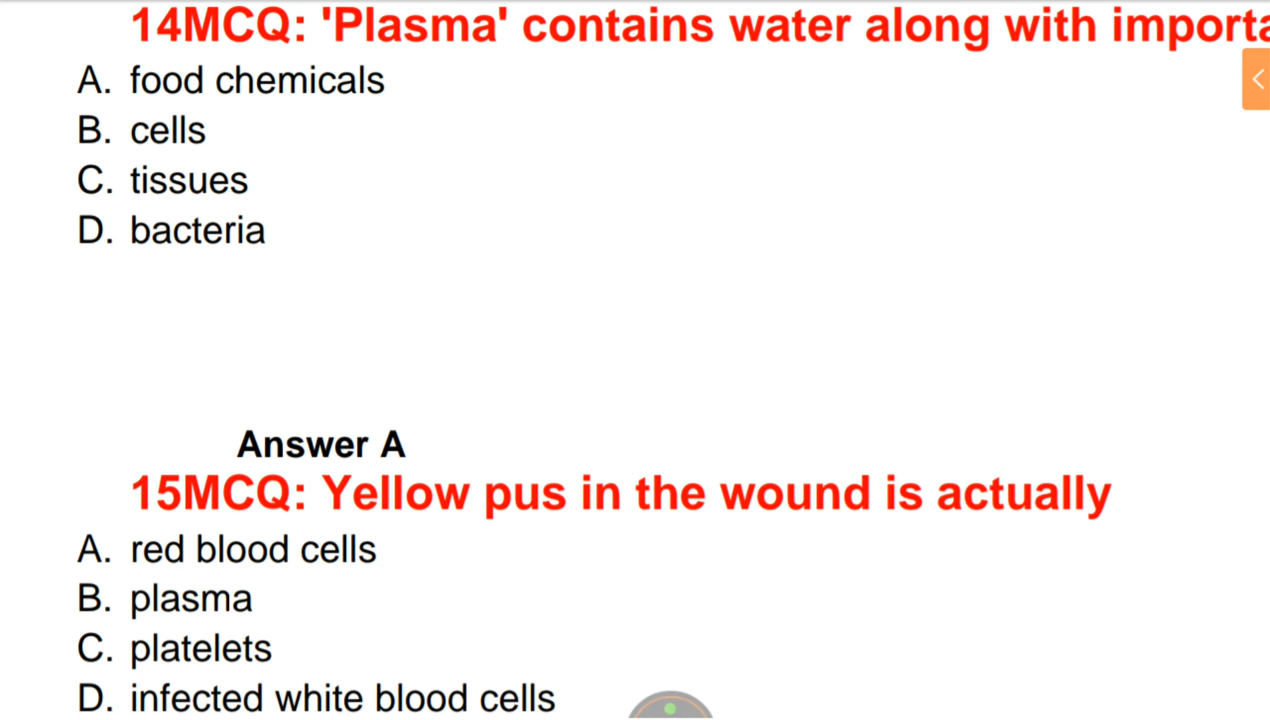 14MCQ: 'Plasma' contains water along with
A. food chemicals
B. cells
C. tissues
D. bacteria
Answer A
15MCQ: Yellow pus in the wound is actually
A. red blood cells
B. plasma
C. platelets
D. infected white blood cells